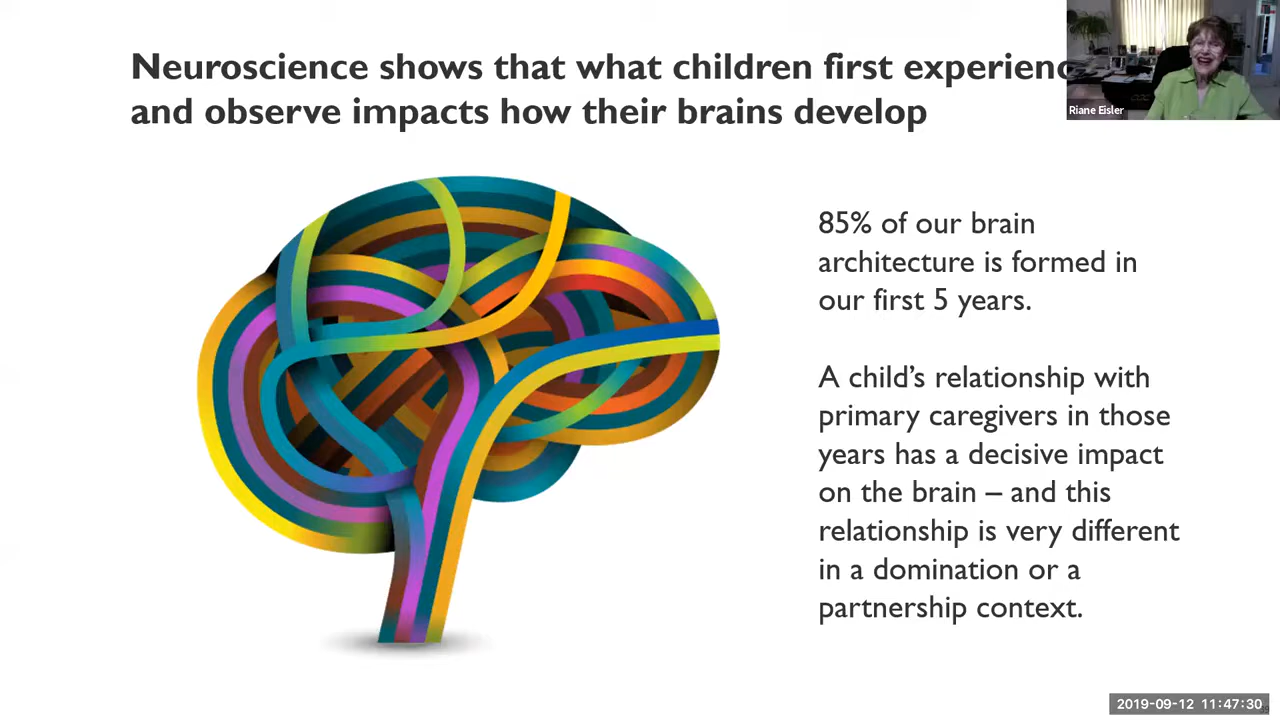 Neuroscience shows that what children first experienc
and observe impacts how their brains develop
Riane Eisler
85% of our brain
architecture is formed in
our first 5 years.
A child’s relationship with
primary caregivers in those
years has a decisive impact
on the brain – and this
relationship is very different
in a domination or a
partnership context.
2019-09-12 11:47:30